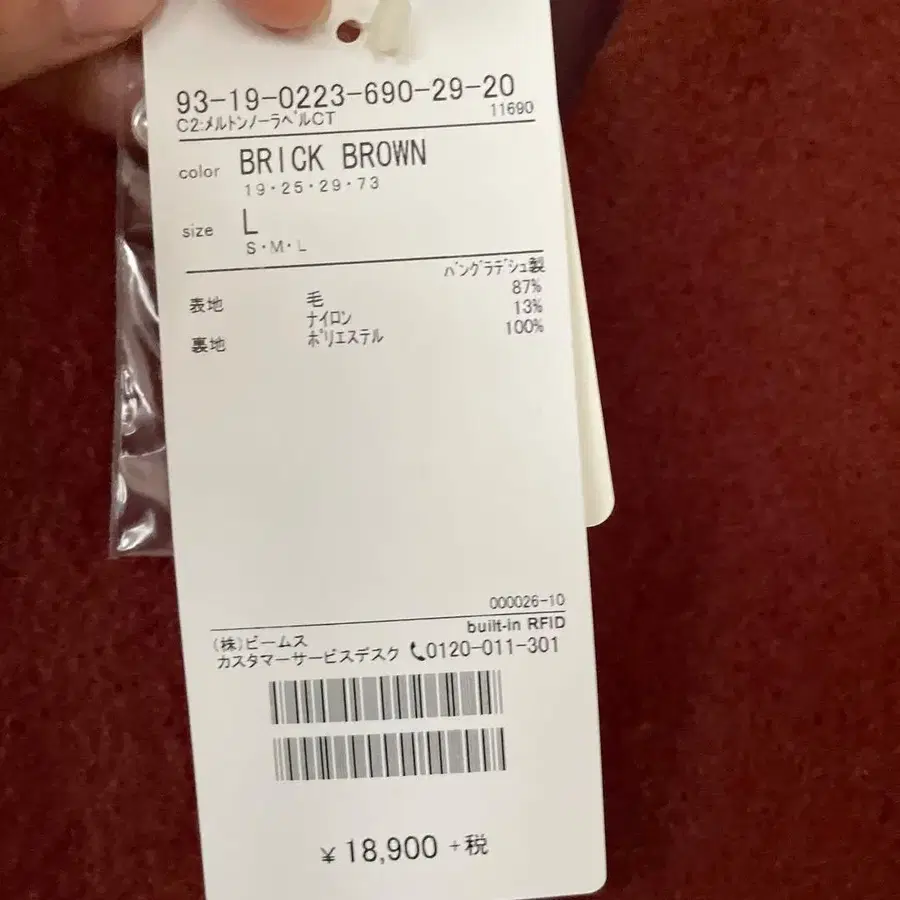 93-19-0223-690-29-20
C2:メルトンノーラペルCT 11690
color BRICK BROWN
19・25・29・73
size L
S・M・L
バングラデシュ製
表地 毛 87%
ナイロン 13%
裏地 ポリエステル 100%
000026-10
built-in RFID
(株)ビームス
カスタマーサービスデスク 0120-011-301
¥18,900 +税